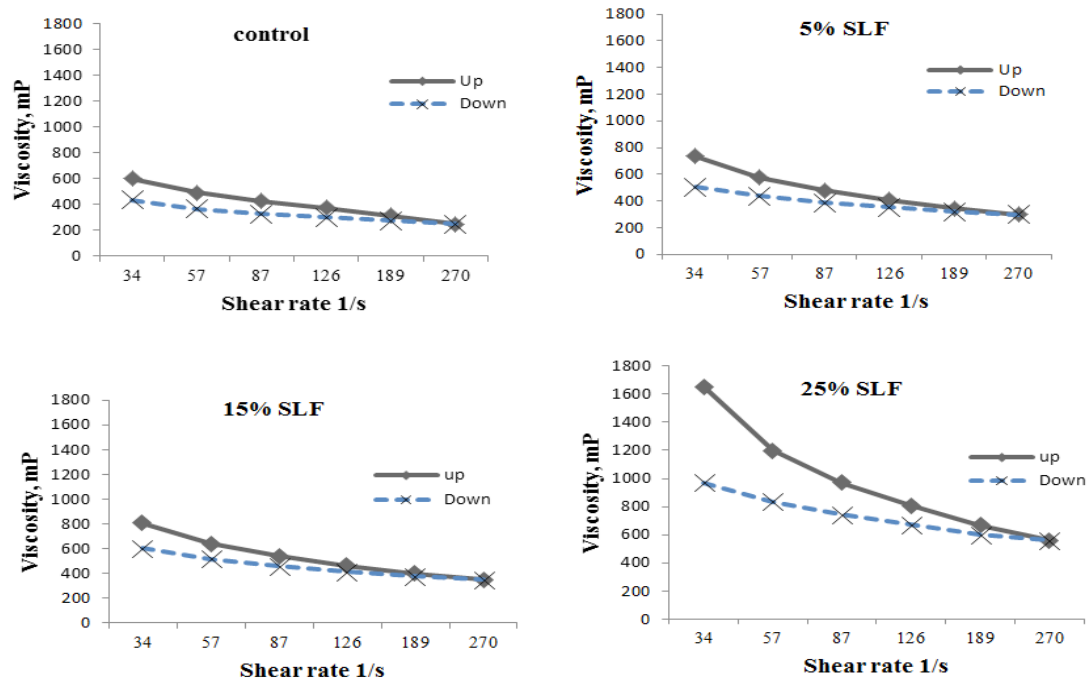 control
Viscosity, mP
1800
1600
1400
1200
1000
800
600
400
200
0
Up
Down
34 57 87 126 189 270
Shear rate 1/s
5% SLF
Viscosity, mP
1800
1600
1400
1200
1000
800
600
400
200
0
Up
Down
34 57 87 126 189 270
Shear rate 1/s
15% SLF
Viscosity, mP
1800
1600
1400
1200
1000
800
600
400
200
0
up
Down
34 57 87 126 189 270
Shear rate 1/s
25% SLF
Viscosity, mP
1800
1600
1400
1200
1000
800
600
400
200
0
up
Down
34 57 87 126 189 270
Shear rate 1/s